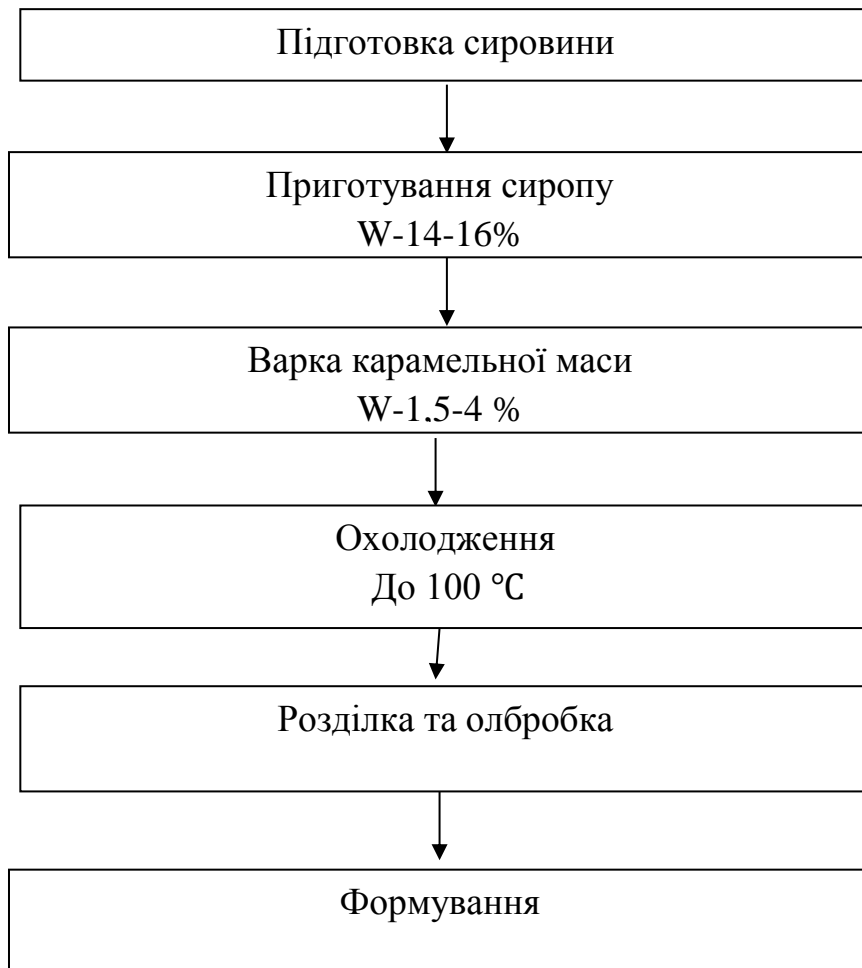 Підготовка сировини
Приготування сиропу
W-14-16%
Варка карамельної маси
W-1,5-4 %
Охолодження
До 100 °С
Розділка та олбробка
Формування